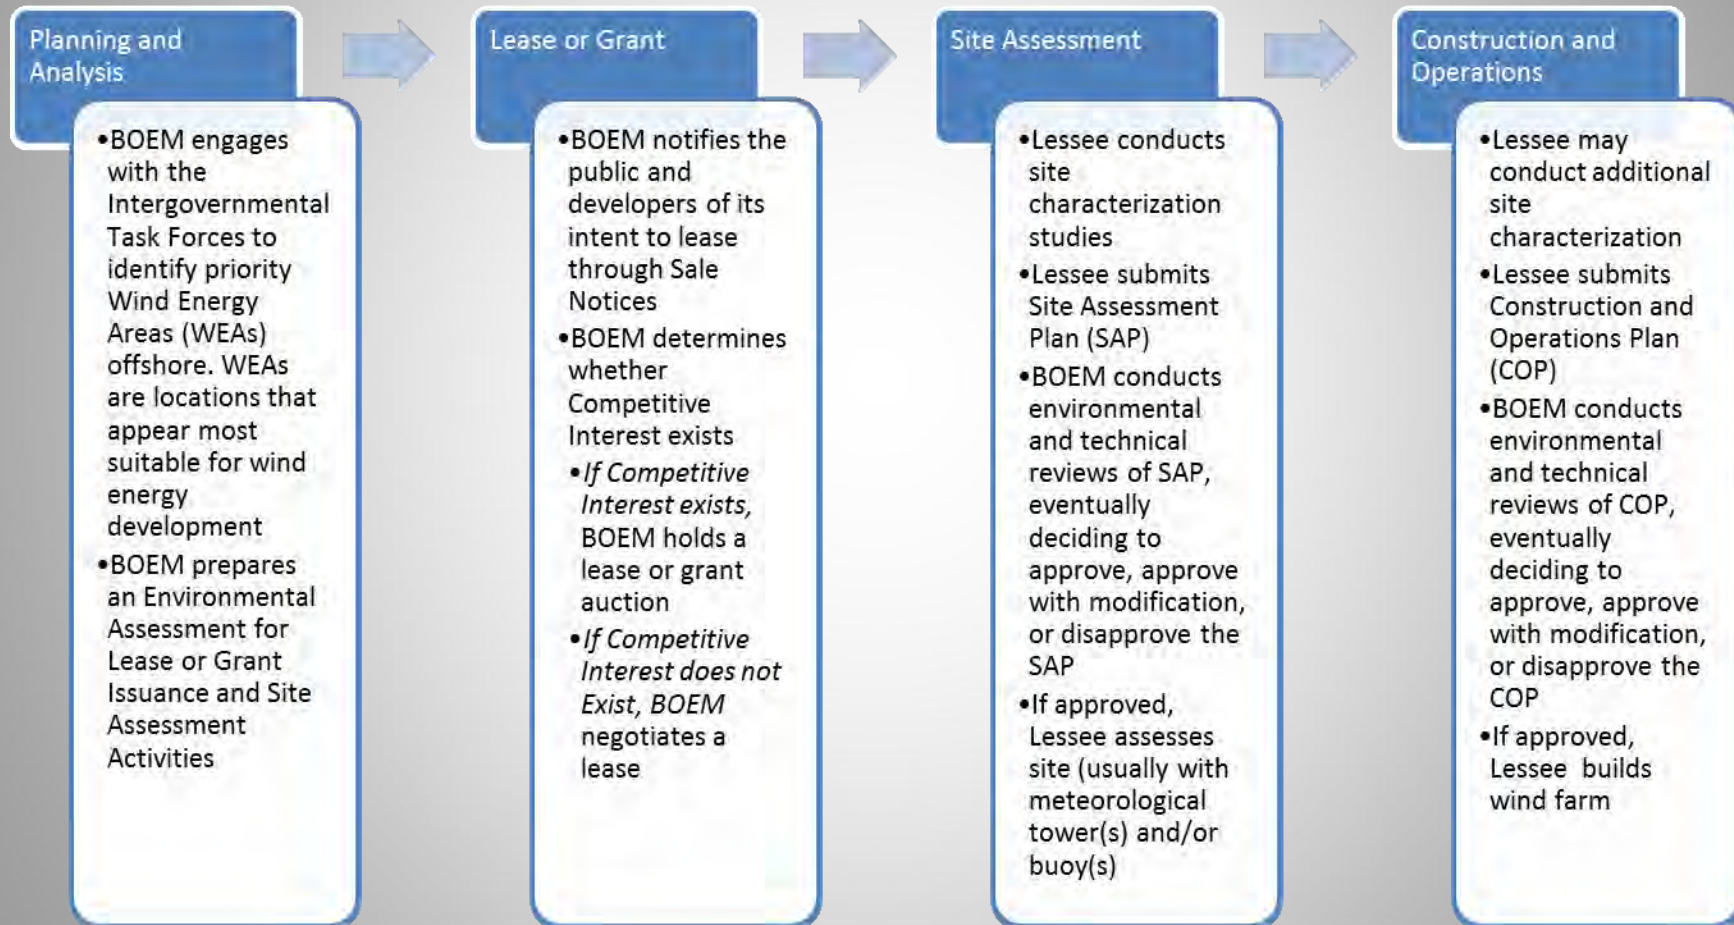 Planning and
Analysis
•BOEM engages
with the
Intergovernmental
Task Forces to
identify priority
Wind Energy
Areas (WEAs)
offshore. WEAs
are locations that
appear most
suitable for wind
energy
development
•BOEM prepares
an Environmental
Assessment for
Lease or Grant
Issuance and Site
Assessment
Activities
Lease or Grant
•BOEM notifies the
public and
developers of its
intent to lease
through Sale
Notices
•BOEM determines
whether
Competitive
Interest exists
•If Competitive
Interest exists,
BOEM holds a
lease or grant
auction
•If Competitive
Interest does not
Exist, BOEM
negotiates a
lease
Site Assessment
•Lessee conducts
site
characterization
studies
•Lessee submits
Site Assessment
Plan (SAP)
•BOEM conducts
environmental
and technical
reviews of SAP,
eventually
deciding to
approve, approve
with modification,
or disapprove the
SAP
•If approved,
Lessee assesses
site (usually with
meteorological
tower(s) and/or
buoy(s)
Construction and
Operations
•Lessee may
conduct additional
site
characterization
•Lessee submits
Construction and
Operations Plan
(COP)
•BOEM conducts
environmental
and technical
reviews of COP,
eventually
deciding to
approve, approve
with modification,
or disapprove the
COP
•If approved,
Lessee builds
wind farm